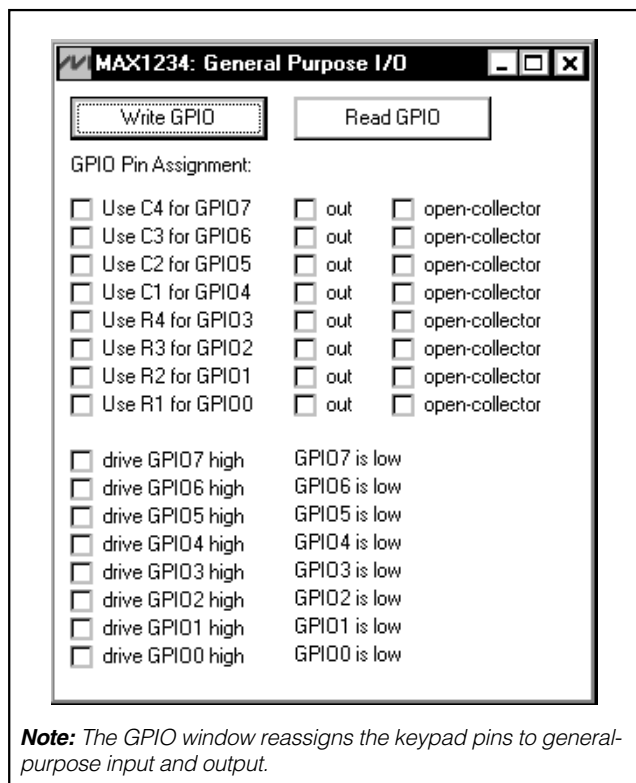 MAX1234: General Purpose I/O
Write GPIO Read GPIO
GPIO Pin Assignment:
Use C4 for GPIO7 out open-collector
Use C3 for GPIO6 out open-collector
Use C2 for GPIO5 out open-collector
Use C1 for GPIO4 out open-collector
Use R4 for GPIO3 out open-collector
Use R3 for GPIO2 out open-collector
Use R2 for GPIO1 out open-collector
Use R1 for GPIO0 out open-collector
drive GPIO7 high GPIO7 is low
drive GPIO6 high GPIO6 is low
drive GPIO5 high GPIO5 is low
drive GPIO4 high GPIO4 is low
drive GPIO3 high GPIO3 is low
drive GPIO2 high GPIO2 is low
drive GPIO1 high GPIO1 is low
drive GPIO0 high GPIO0 is low
Note: The GPIO window reassigns the keypad pins to general-
purpose input and output.